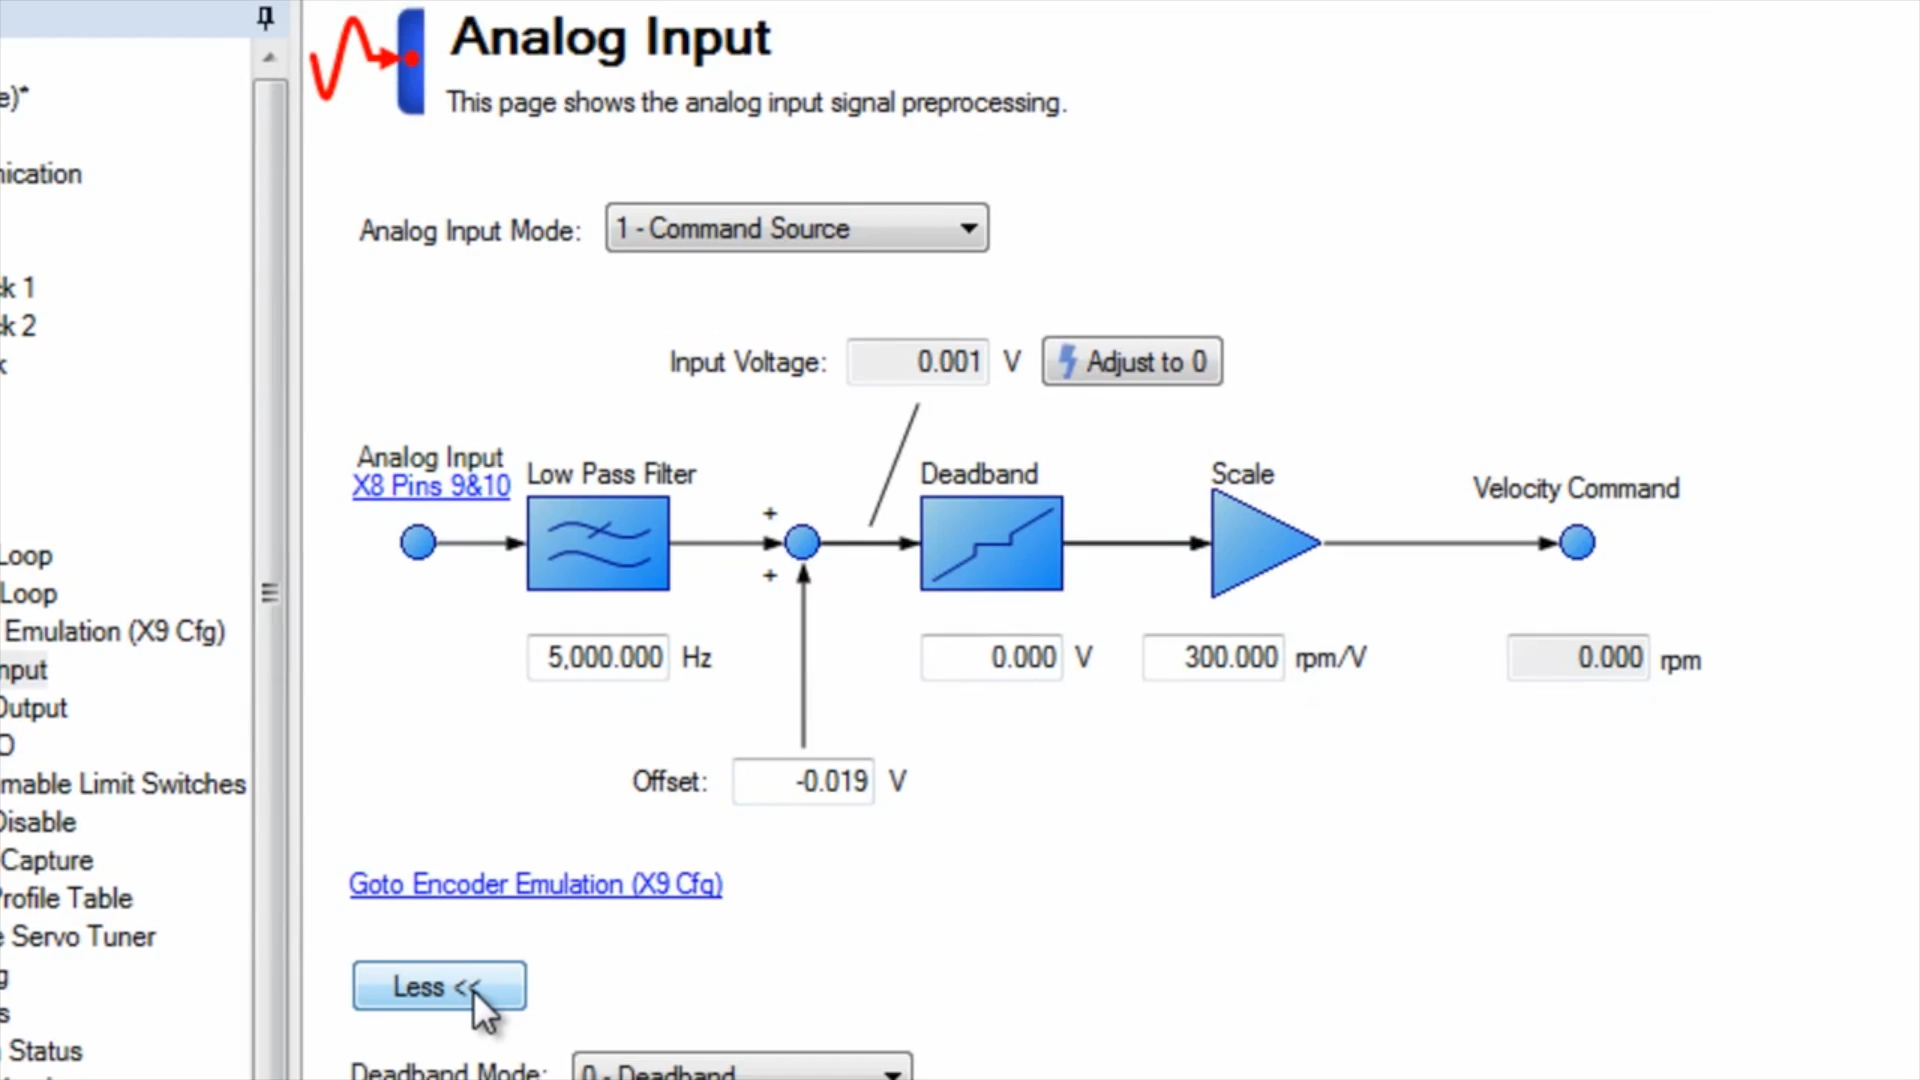 Analog Input
This page shows the analog input signal preprocessing.
e)*
nication
ck 1
ck 2
k
Loop
Loop
Emulation (X9 Cfg)
nput
Output
O
mable Limit Switches
Disable
Capture
Profile Table
e Servo Tuner
g
s
Status
Analog Input Mode: 1 - Command Source
Input Voltage: 0.001 V Adjust to 0
Analog Input
X8 Pins 9&10
Low Pass Filter
Deadband
Scale
Velocity Command
+
+
5,000.000 Hz
0.000 V
300.000 rpm/V
0.000 rpm
Offset: -0.019 V
Goto Encoder Emulation (X9 Cfg)
Less <<
Deadband Mode: 0 - Deadband